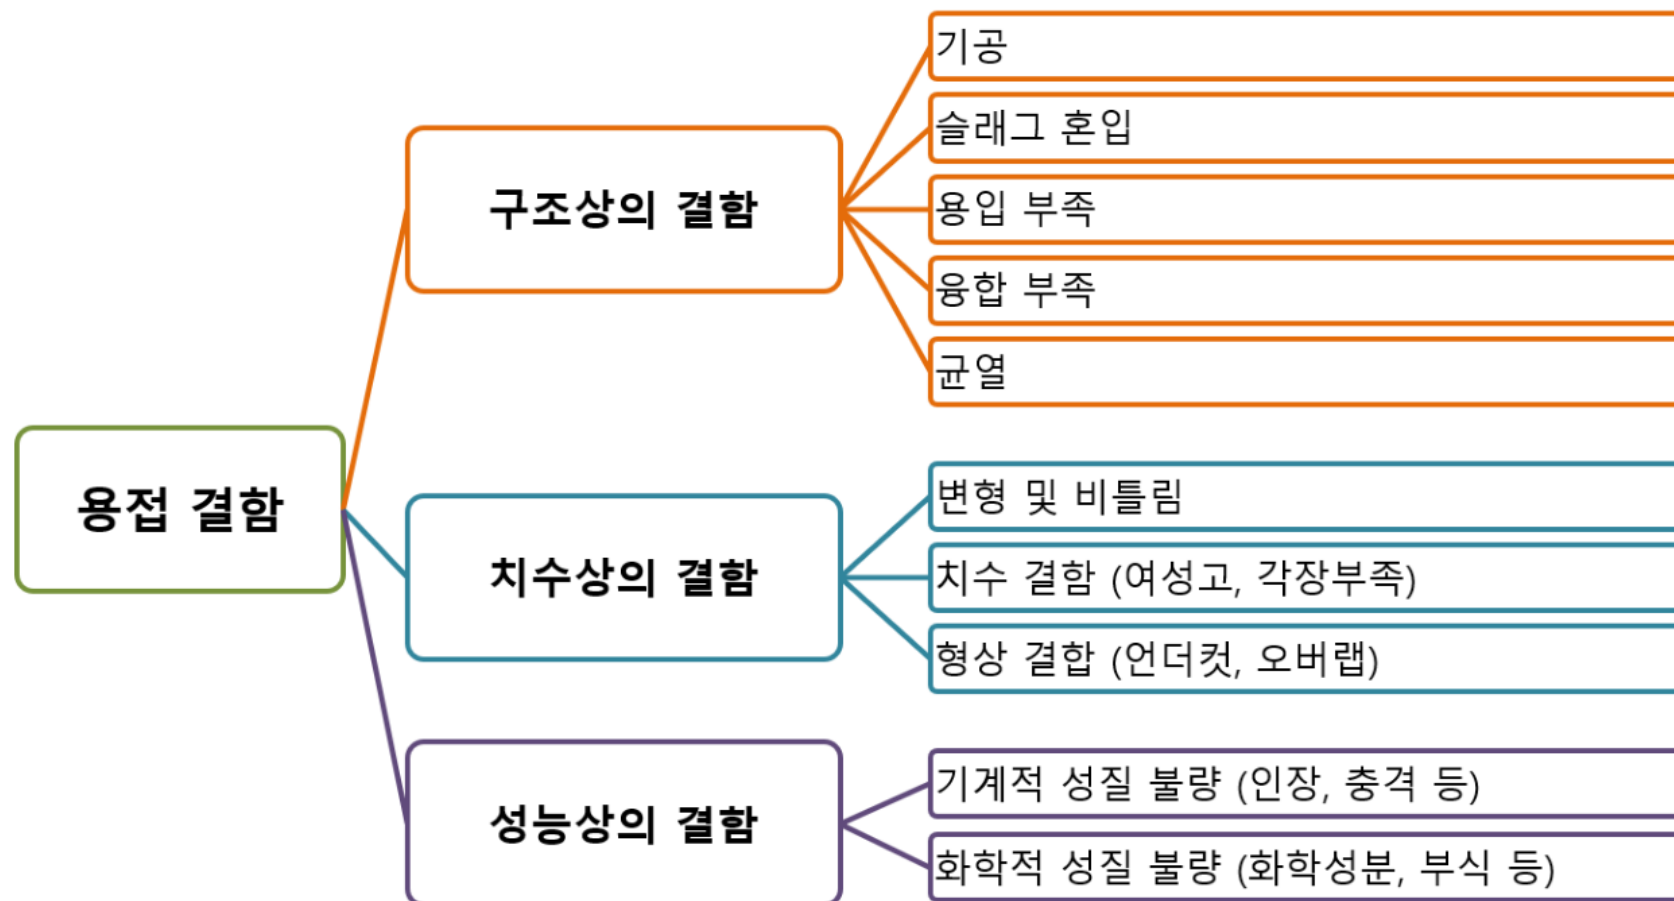 용접 결함
구조상의 결함
기공
슬래그 혼입
용입 부족
융합 부족
균열
치수상의 결함
변형 및 비틀림
치수 결함 (여성고, 각장부족)
형상 결합 (언더컷, 오버랩)
성능상의 결함
기계적 성질 불량 (인장, 충격 등)
화학적 성질 불량 (화학성분, 부식 등)